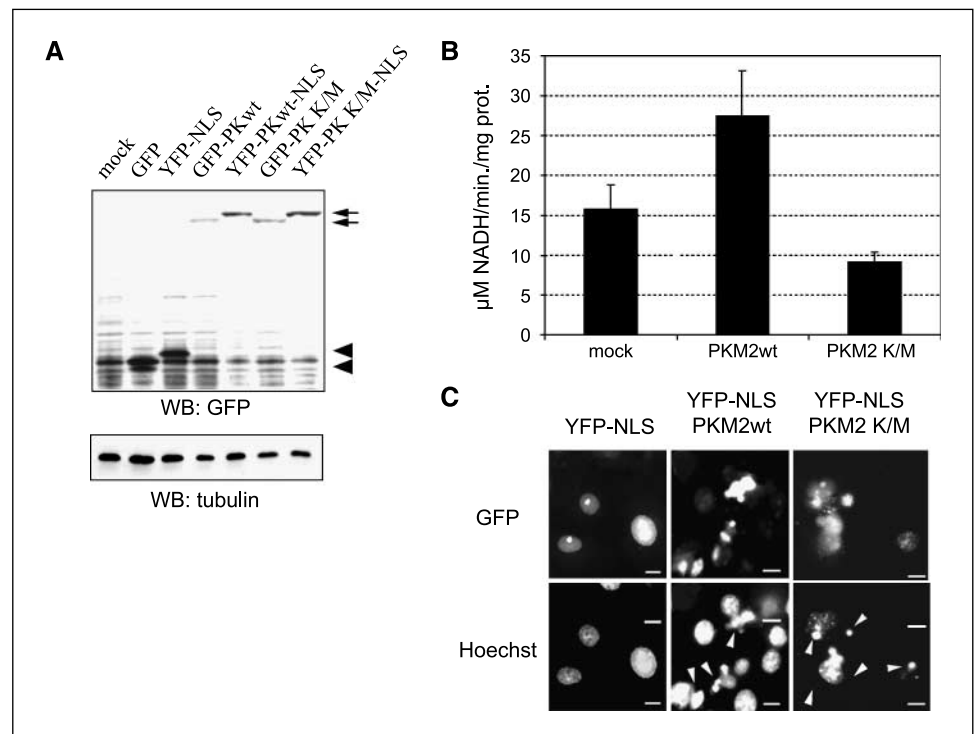 A
mock
GFP
YFP-NLS
GFP-PKwt
YFP-PKwt-NLS
GFP-PK K/M
YFP-PK K/M-NLS
WB: GFP
WB: tubulin
B
µM NADH/min./mg prot.
35
30
25
20
15
10
5
0
mock
PKM2wt
PKM2 K/M
C
YFP-NLS
YFP-NLS
PKM2wt
YFP-NLS
PKM2 K/M
GFP
Hoechst